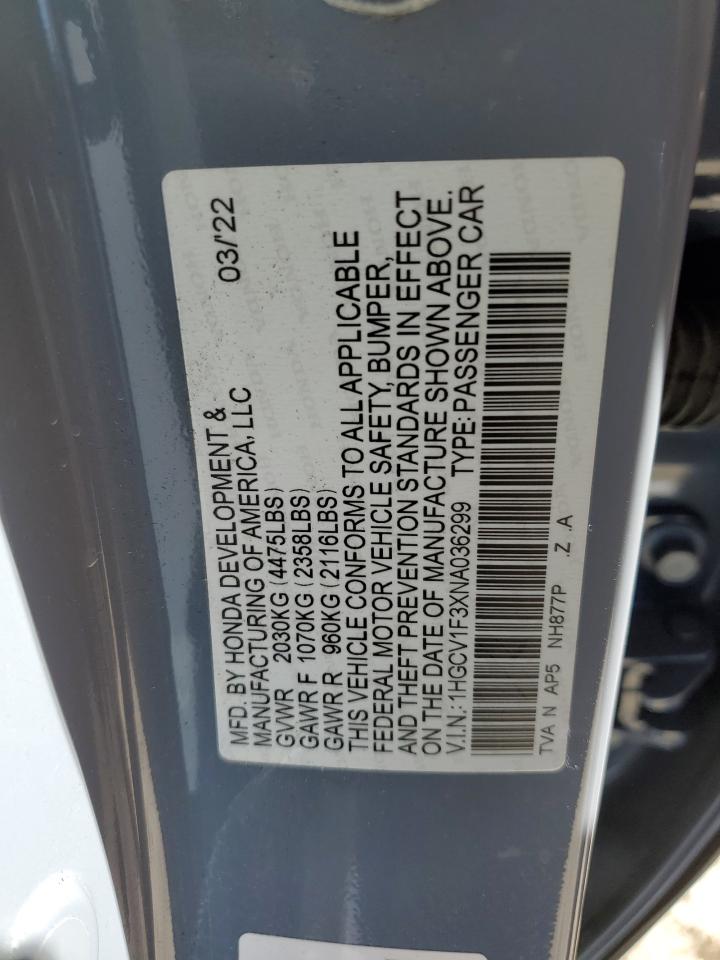 MFD. BY HONDA DEVELOPMENT & 03/'22
MANUFACTURING OF AMERICA, LLC
GVWR 2030KG (4475LBS)
GAWR F 1070KG (2358LBS)
GAWR R 960KG (2116LBS)
THIS VEHICLE CONFORMS TO ALL APPLICABLE
FEDERAL MOTOR VEHICLE SAFETY, BUMPER,
AND THEFT PREVENTION STANDARDS IN EFFECT
ON THE DATE OF MANUFACTURE SHOWN ABOVE.
V.I.N.: 1HGCV1F3XNA036299 TYPE: PASSENGER CAR
TVA N AP5 NH877P .Z .A